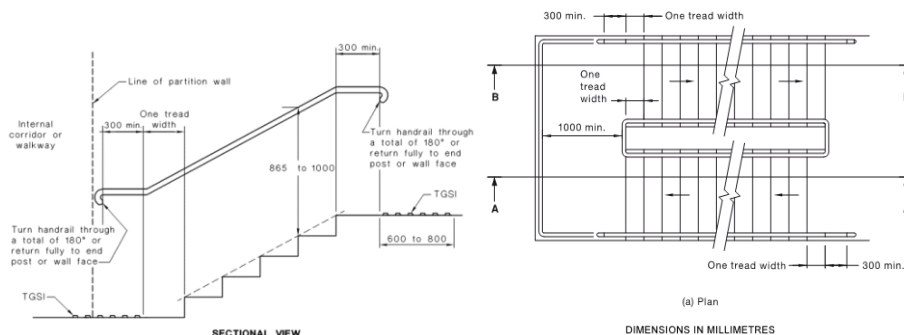 300 min.
Line of partition wall
Internal
corridor or
walkway
300 min.
One tread
width
Turn handrail through
a total of 180° or
return fully to end
post or wall face
865 to 1000
TGSI
600 to 800
Turn handrail through
a total of 180° or
return fully to end
post or wall face
TGSI
SECTIONAL VIEW
300 min.
One tread width
B
One
tread
width
1000 min.
A
One tread width
300 min.
(a) Plan
DIMENSIONS IN MILLIMETRES